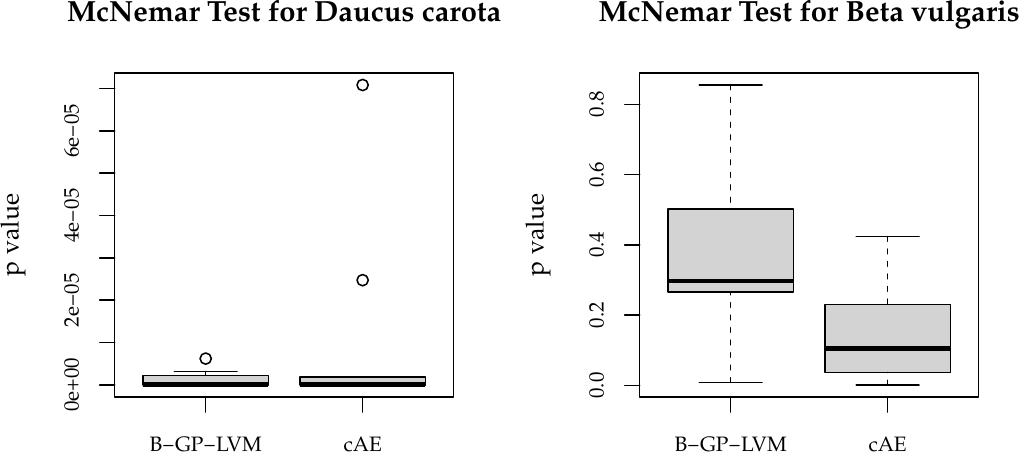 McNemar Test for Daucus carota
p value
0e+00
2e−05
4e−05
6e−05
B−GP−LVM
cAE
McNemar Test for Beta vulgaris
p value
0.0
0.2
0.4
0.6
0.8
B−GP−LVM
cAE